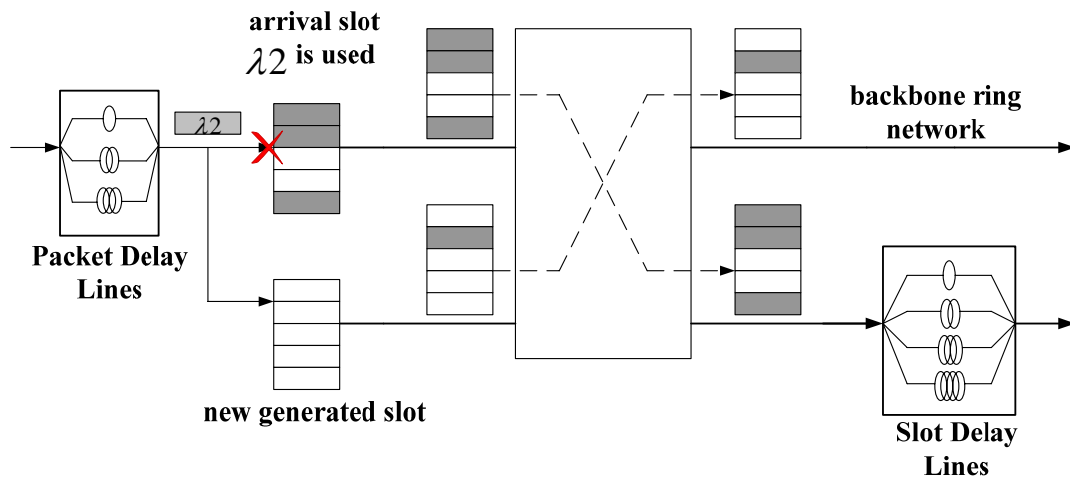 arrival slot
λ2 is used
λ2
backbone ring
network
Packet Delay
Lines
new generated slot
Slot Delay
Lines